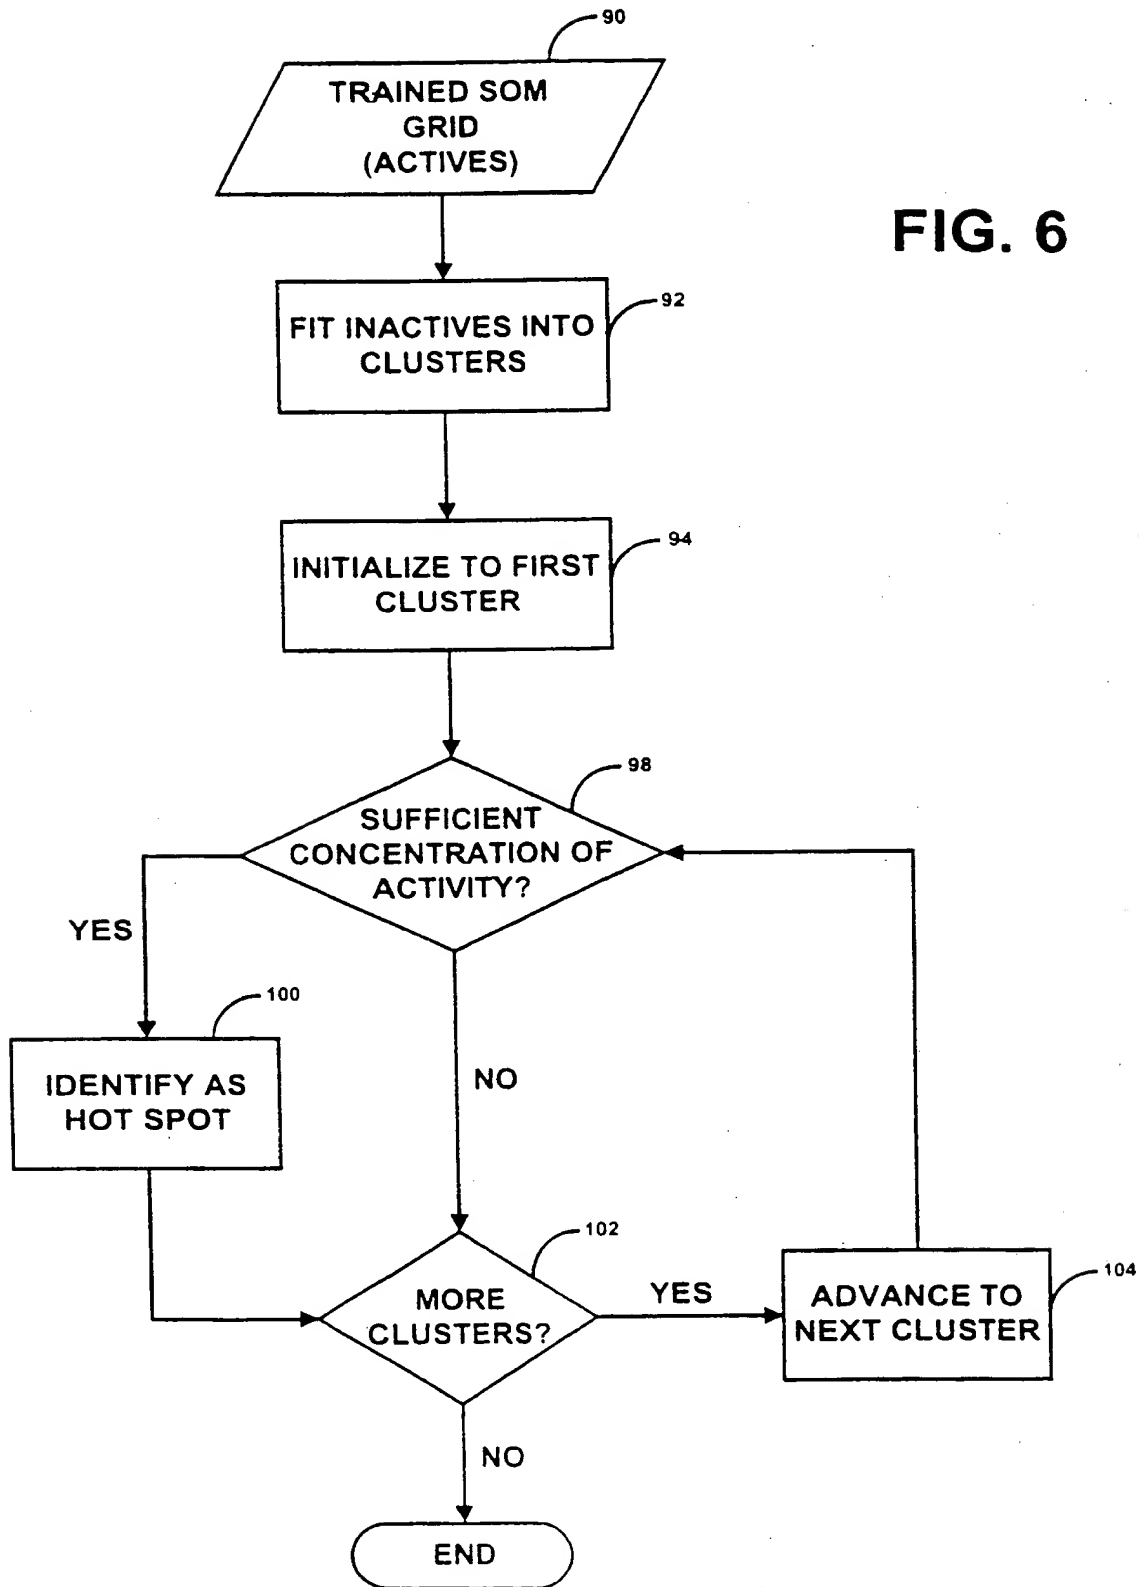 90
TRAINED SOM
GRID
(ACTIVES)
FIG. 6
92
FIT INACTIVES INTO
CLUSTERS
94
INITIALIZE TO FIRST
CLUSTER
98
SUFFICIENT
CONCENTRATION OF
ACTIVITY?
YES
100
IDENTIFY AS
HOT SPOT
NO
102
MORE
CLUSTERS?
YES
104
ADVANCE TO
NEXT CLUSTER
NO
END